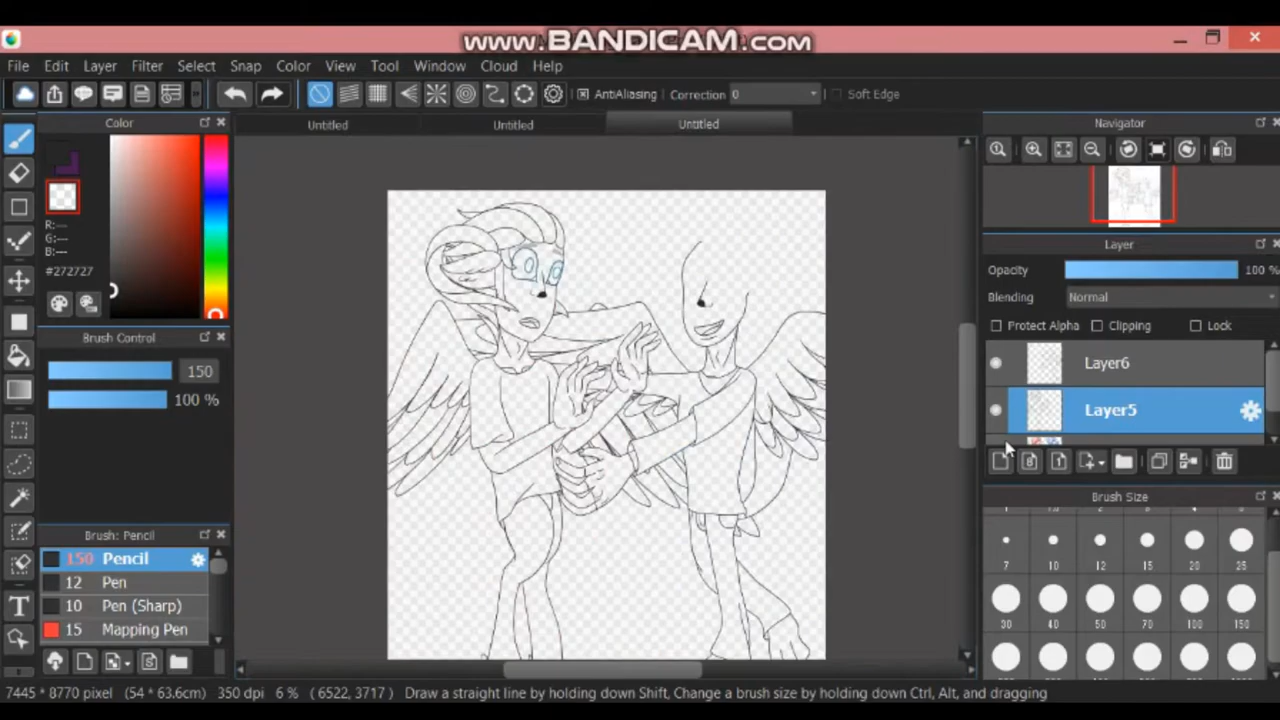 www.BANDICAM.com
File Edit Layer Filter Select Snap Color View Tool Window Cloud Help
AntiAliasing Correction 0 Soft Edge
Color
Untitled Untitled Untitled
Navigator
R:---
G:---
B:---
#272727
Layer
Opacity 100 %
Blending Normal
Protect Alpha Clipping Lock
Brush Control
150
100 %
Layer6
Layer5
8 1
Brush Size
7 10 12 15 20 25
30 40 50 70 100 150
Brush: Pencil
150 Pencil
12 Pen
10 Pen (Sharp)
15 Mapping Pen
T
7445 * 8770 pixel (54 * 63.6cm) 350 dpi 6 % ( 6522, 3717 ) Draw a straight line by holding down Shift, Change a brush size by holding down Ctrl, Alt, and dragging